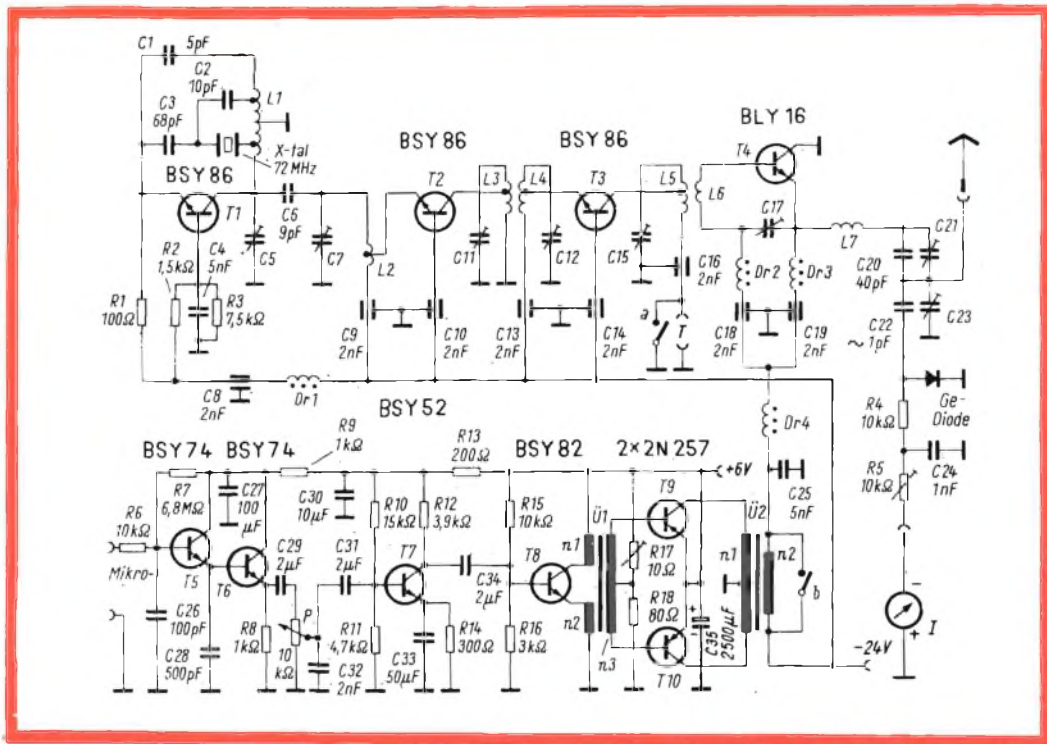 C1
5pF
C2
10pF
C3
68pF
L1
X-tal
72 MHz
BSY86
T1
C6
9pF
R2
1,5kΩ
C4
5nF
R3
7,5kΩ
C5
C7
R1
100Ω
C8
2nF
Dr1
L2
BSY 86
T2
L3
L4
C9
2nF
C10
2nF
C11
C12
BSY 86
T3
L5
L6
C13
2nF
C14
2nF
C15
C16
2nF
a
T
BLY 16
T4
C17
Dr2
Dr3
C18
2nF
C19
2nF
L7
C20
40pF
C21
C22
~ 1pF
C23
Ge-
Diode
R4
10kΩ
R5
10kΩ
C24
1nF
Dr4
C25
5nF
- + I
BSY 74
BSY74
BSY 52
BSY 82
2×2N 257
R6
10kΩ
R7
6,8MΩ
Mikro-
T5
T6
C26
100pF
C27
100
µF
C28
500pF
C29
2µF
R8
1kΩ
P
10
kΩ
R9
1kΩ
C30
10µF
C31
2µF
C32
2nF
R10
15kΩ
R11
4,7kΩ
R12
3,9kΩ
R13
200Ω
T7
C33
50µF
R14
300Ω
C34
2µF
R15
10kΩ
R16
3kΩ
T8
Ü1
n1
n2
n3
T9
T10
R17
10Ω
R18
80Ω
+
C35
2500µF
+6V
Ü2
n1
n2
b
-24V